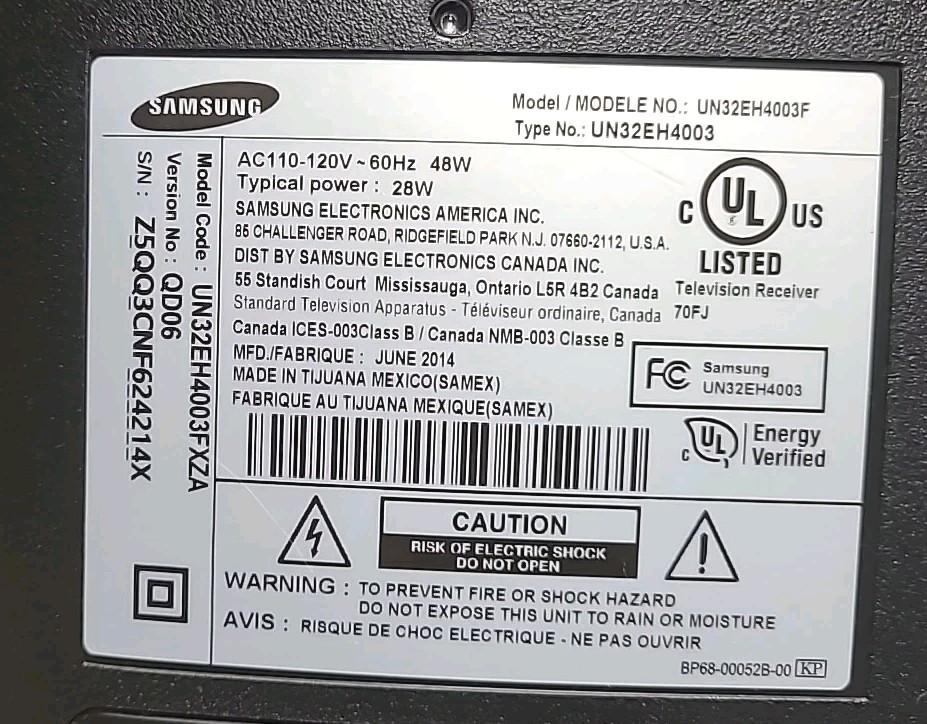 SAMSUNG
Model / MODELE NO.: UN32EH4003F
Type No.: UN32EH4003
Model Code : UN32EH4003FXZA
Version No : QD06
S/N : Z5QQ3CNF624214X
AC110-120V ~ 60Hz 48W
Typical power : 28W
SAMSUNG ELECTRONICS AMERICA INC.
85 CHALLENGER ROAD, RIDGEFIELD PARK N.J. 07660-2112, U.S.A.
DIST BY SAMSUNG ELECTRONICS CANADA INC.
55 Standish Court Mississauga, Ontario L5R 4B2 Canada
Standard Television Apparatus - Téléviseur ordinaire, Canada
Canada ICES-003Class B / Canada NMB-003 Classe B
MFD./FABRIQUE : JUNE 2014
MADE IN TIJUANA MEXICO(SAMEX)
FABRIQUE AU TIJUANA MEXIQUE(SAMEX)
C UL US
LISTED
Television Receiver
70FJ
FC Samsung
UN32EH4003
C UL Energy
Verified
CAUTION
RISK OF ELECTRIC SHOCK
DO NOT OPEN
WARNING : TO PREVENT FIRE OR SHOCK HAZARD
DO NOT EXPOSE THIS UNIT TO RAIN OR MOISTURE
AVIS : RISQUE DE CHOC ELECTRIQUE - NE PAS OUVRIR
BP68-00052B-00 KP